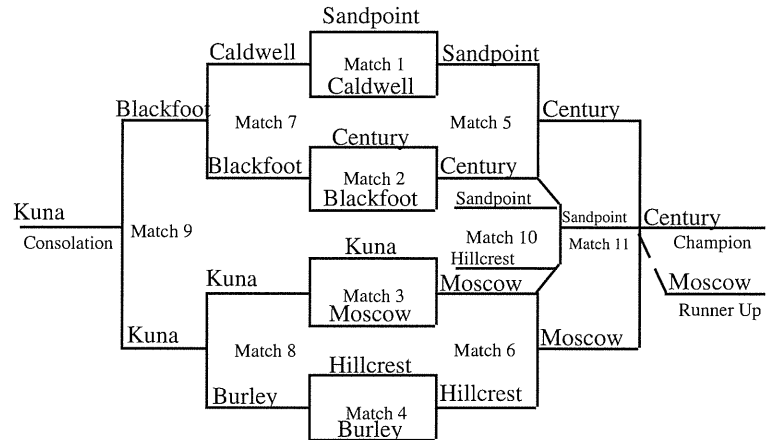 Sandpoint
Caldwell
Match 1
Sandpoint
Caldwell
Blackfoot
Match 7
Century
Match 5
Century
Blackfoot
Match 2
Century
Blackfoot
Sandpoint
Kuna
Sandpoint
Century
Consolation
Match 9
Match 10
Match 11
Champion
Kuna
Hillcrest
Kuna
Match 3
Moscow
Moscow
Moscow
Runner Up
Kuna
Match 8
Match 6
Moscow
Hillcrest
Burley
Match 4
Hillcrest
Burley